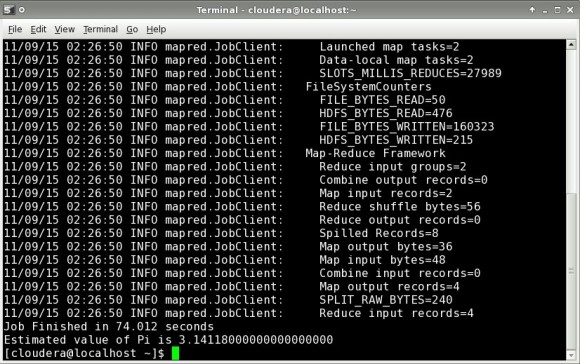 Terminal - cloudera@localhost:~
File Edit View Terminal Go Help
11/09/15 02:26:50 INFO mapred.JobClient:     Launched map tasks=2
11/09/15 02:26:50 INFO mapred.JobClient:     Data-local map tasks=2
11/09/15 02:26:50 INFO mapred.JobClient:     SLOTS_MILLIS_REDUCES=27989
11/09/15 02:26:50 INFO mapred.JobClient:   FileSystemCounters
11/09/15 02:26:50 INFO mapred.JobClient:     FILE_BYTES_READ=50
11/09/15 02:26:50 INFO mapred.JobClient:     HDFS_BYTES_READ=476
11/09/15 02:26:50 INFO mapred.JobClient:     FILE_BYTES_WRITTEN=160323
11/09/15 02:26:50 INFO mapred.JobClient:     HDFS_BYTES_WRITTEN=215
11/09/15 02:26:50 INFO mapred.JobClient:   Map-Reduce Framework
11/09/15 02:26:50 INFO mapred.JobClient:     Reduce input groups=2
11/09/15 02:26:50 INFO mapred.JobClient:     Combine output records=0
11/09/15 02:26:50 INFO mapred.JobClient:     Map input records=2
11/09/15 02:26:50 INFO mapred.JobClient:     Reduce shuffle bytes=56
11/09/15 02:26:50 INFO mapred.JobClient:     Reduce output records=0
11/09/15 02:26:50 INFO mapred.JobClient:     Spilled Records=8
11/09/15 02:26:50 INFO mapred.JobClient:     Map output bytes=36
11/09/15 02:26:50 INFO mapred.JobClient:     Map input bytes=48
11/09/15 02:26:50 INFO mapred.JobClient:     Combine input records=0
11/09/15 02:26:50 INFO mapred.JobClient:     Map output records=4
11/09/15 02:26:50 INFO mapred.JobClient:     SPLIT_RAW_BYTES=240
11/09/15 02:26:50 INFO mapred.JobClient:     Reduce input records=4
Job Finished in 74.012 seconds
Estimated value of Pi is 3.14118000000000000000
[cloudera@localhost ~]$